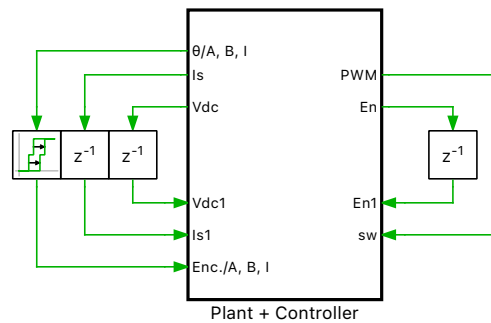 θ/A, B, I
Is
PWM
Vdc
En
z⁻¹
z⁻¹
z⁻¹
Vdc1
En1
Is1
sw
Enc./A, B, I
Plant + Controller